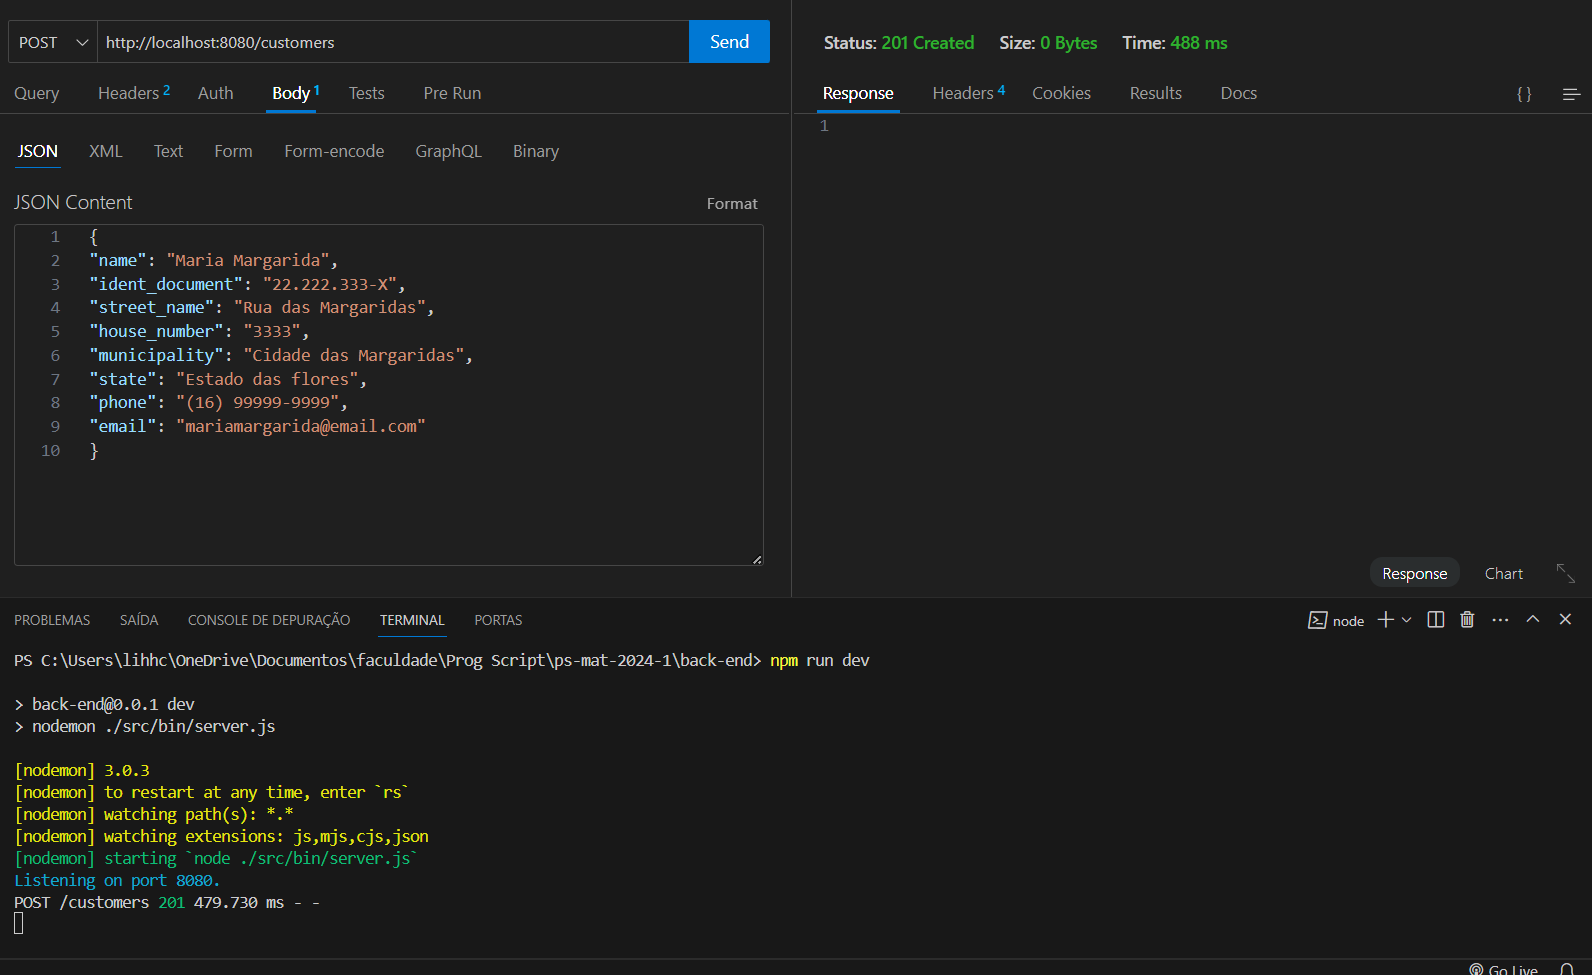 POST http://localhost:8080/customers Send
Query Headers 2 Auth Body 1 Tests Pre Run
JSON XML Text Form Form-encode GraphQL Binary
JSON Content Format
1 {
2 "name": "Maria Margarida",
3 "ident_document": "22.222.333-X",
4 "street_name": "Rua das Margaridas",
5 "house_number": "3333",
6 "municipality": "Cidade das Margaridas",
7 "state": "Estado das flores",
8 "phone": "(16) 99999-9999",
9 "email": "mariamargarida@email.com"
10 }
Status: 201 Created Size: 0 Bytes Time: 488 ms
Response Headers 4 Cookies Results Docs { }
1
Response Chart
PROBLEMAS SAÍDA CONSOLE DE DEPURAÇÃO TERMINAL PORTAS node
PS C:\Users\lihhc\OneDrive\Documentos\faculdade\Prog Script\ps-mat-2024-1\back-end> npm run dev
> back-end@0.0.1 dev
> nodemon ./src/bin/server.js
[nodemon] 3.0.3
[nodemon] to restart at any time, enter `rs`
[nodemon] watching path(s): *.*
[nodemon] watching extensions: js,mjs,cjs,json
[nodemon] starting `node ./src/bin/server.js`
Listening on port 8080.
POST /customers 201 479.730 ms - -
Go Live